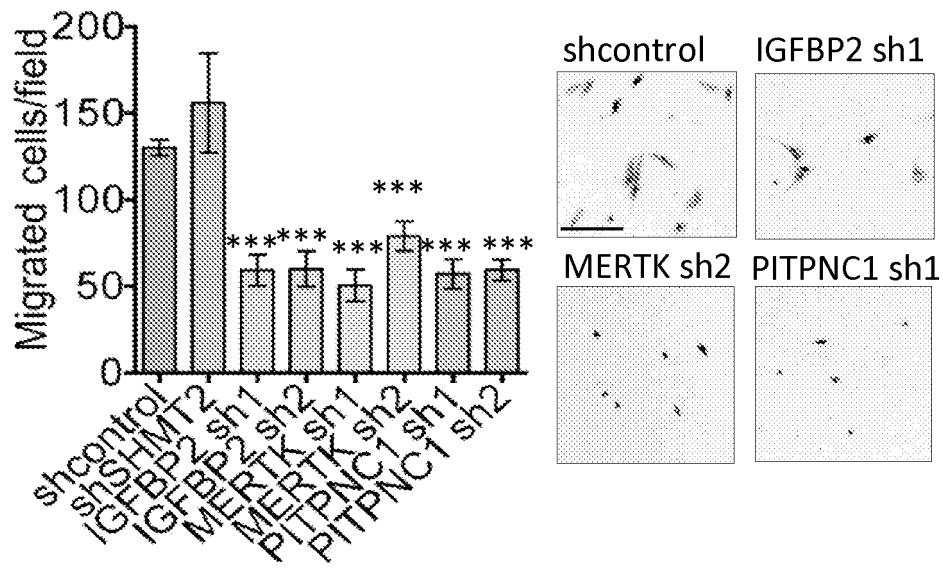 Migrated cells/field
200
150
100
50
0
***
***
***
***
***
***
shcontrol
shSHMT2
IGFBP2 sh1
IGFBP2 sh2
MERTK sh1
MERTK sh2
PITPNC1 sh1
PITPNC1 sh2
shcontrol
IGFBP2 sh1
MERTK sh2
PITPNC1 sh1